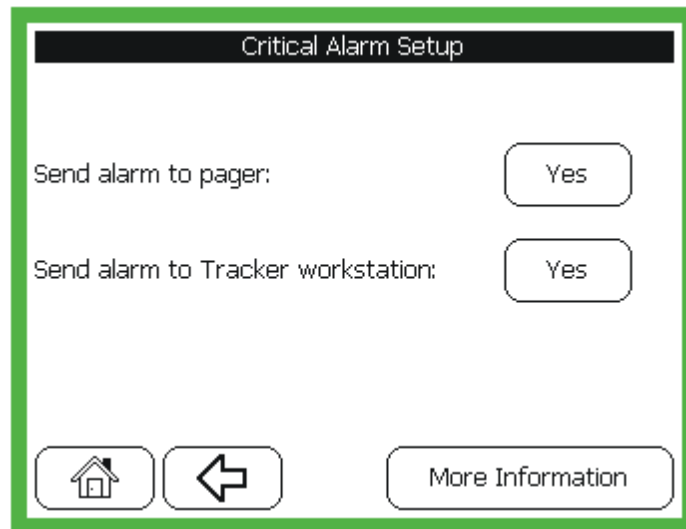 Critical Alarm Setup
Send alarm to pager: Yes
Send alarm to Tracker workstation: Yes
More Information